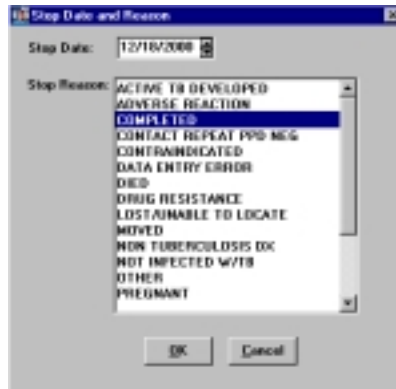 Stop Date and Reason
Stop Date: 12/18/2000
Stop Reason:
ACTIVE TB DEVELOPED
ADVERSE REACTION
COMPLETED
CONTACT REPEAT PPD NEG
CONTRAINDICATED
DATA ENTRY ERROR
DIED
DRUG RESISTANCE
LOST/UNABLE TO LOCATE
MOVED
NON TUBERCULOSIS DX
NOT INFECTED W/TB
OTHER
PREGNANT
OK Cancel